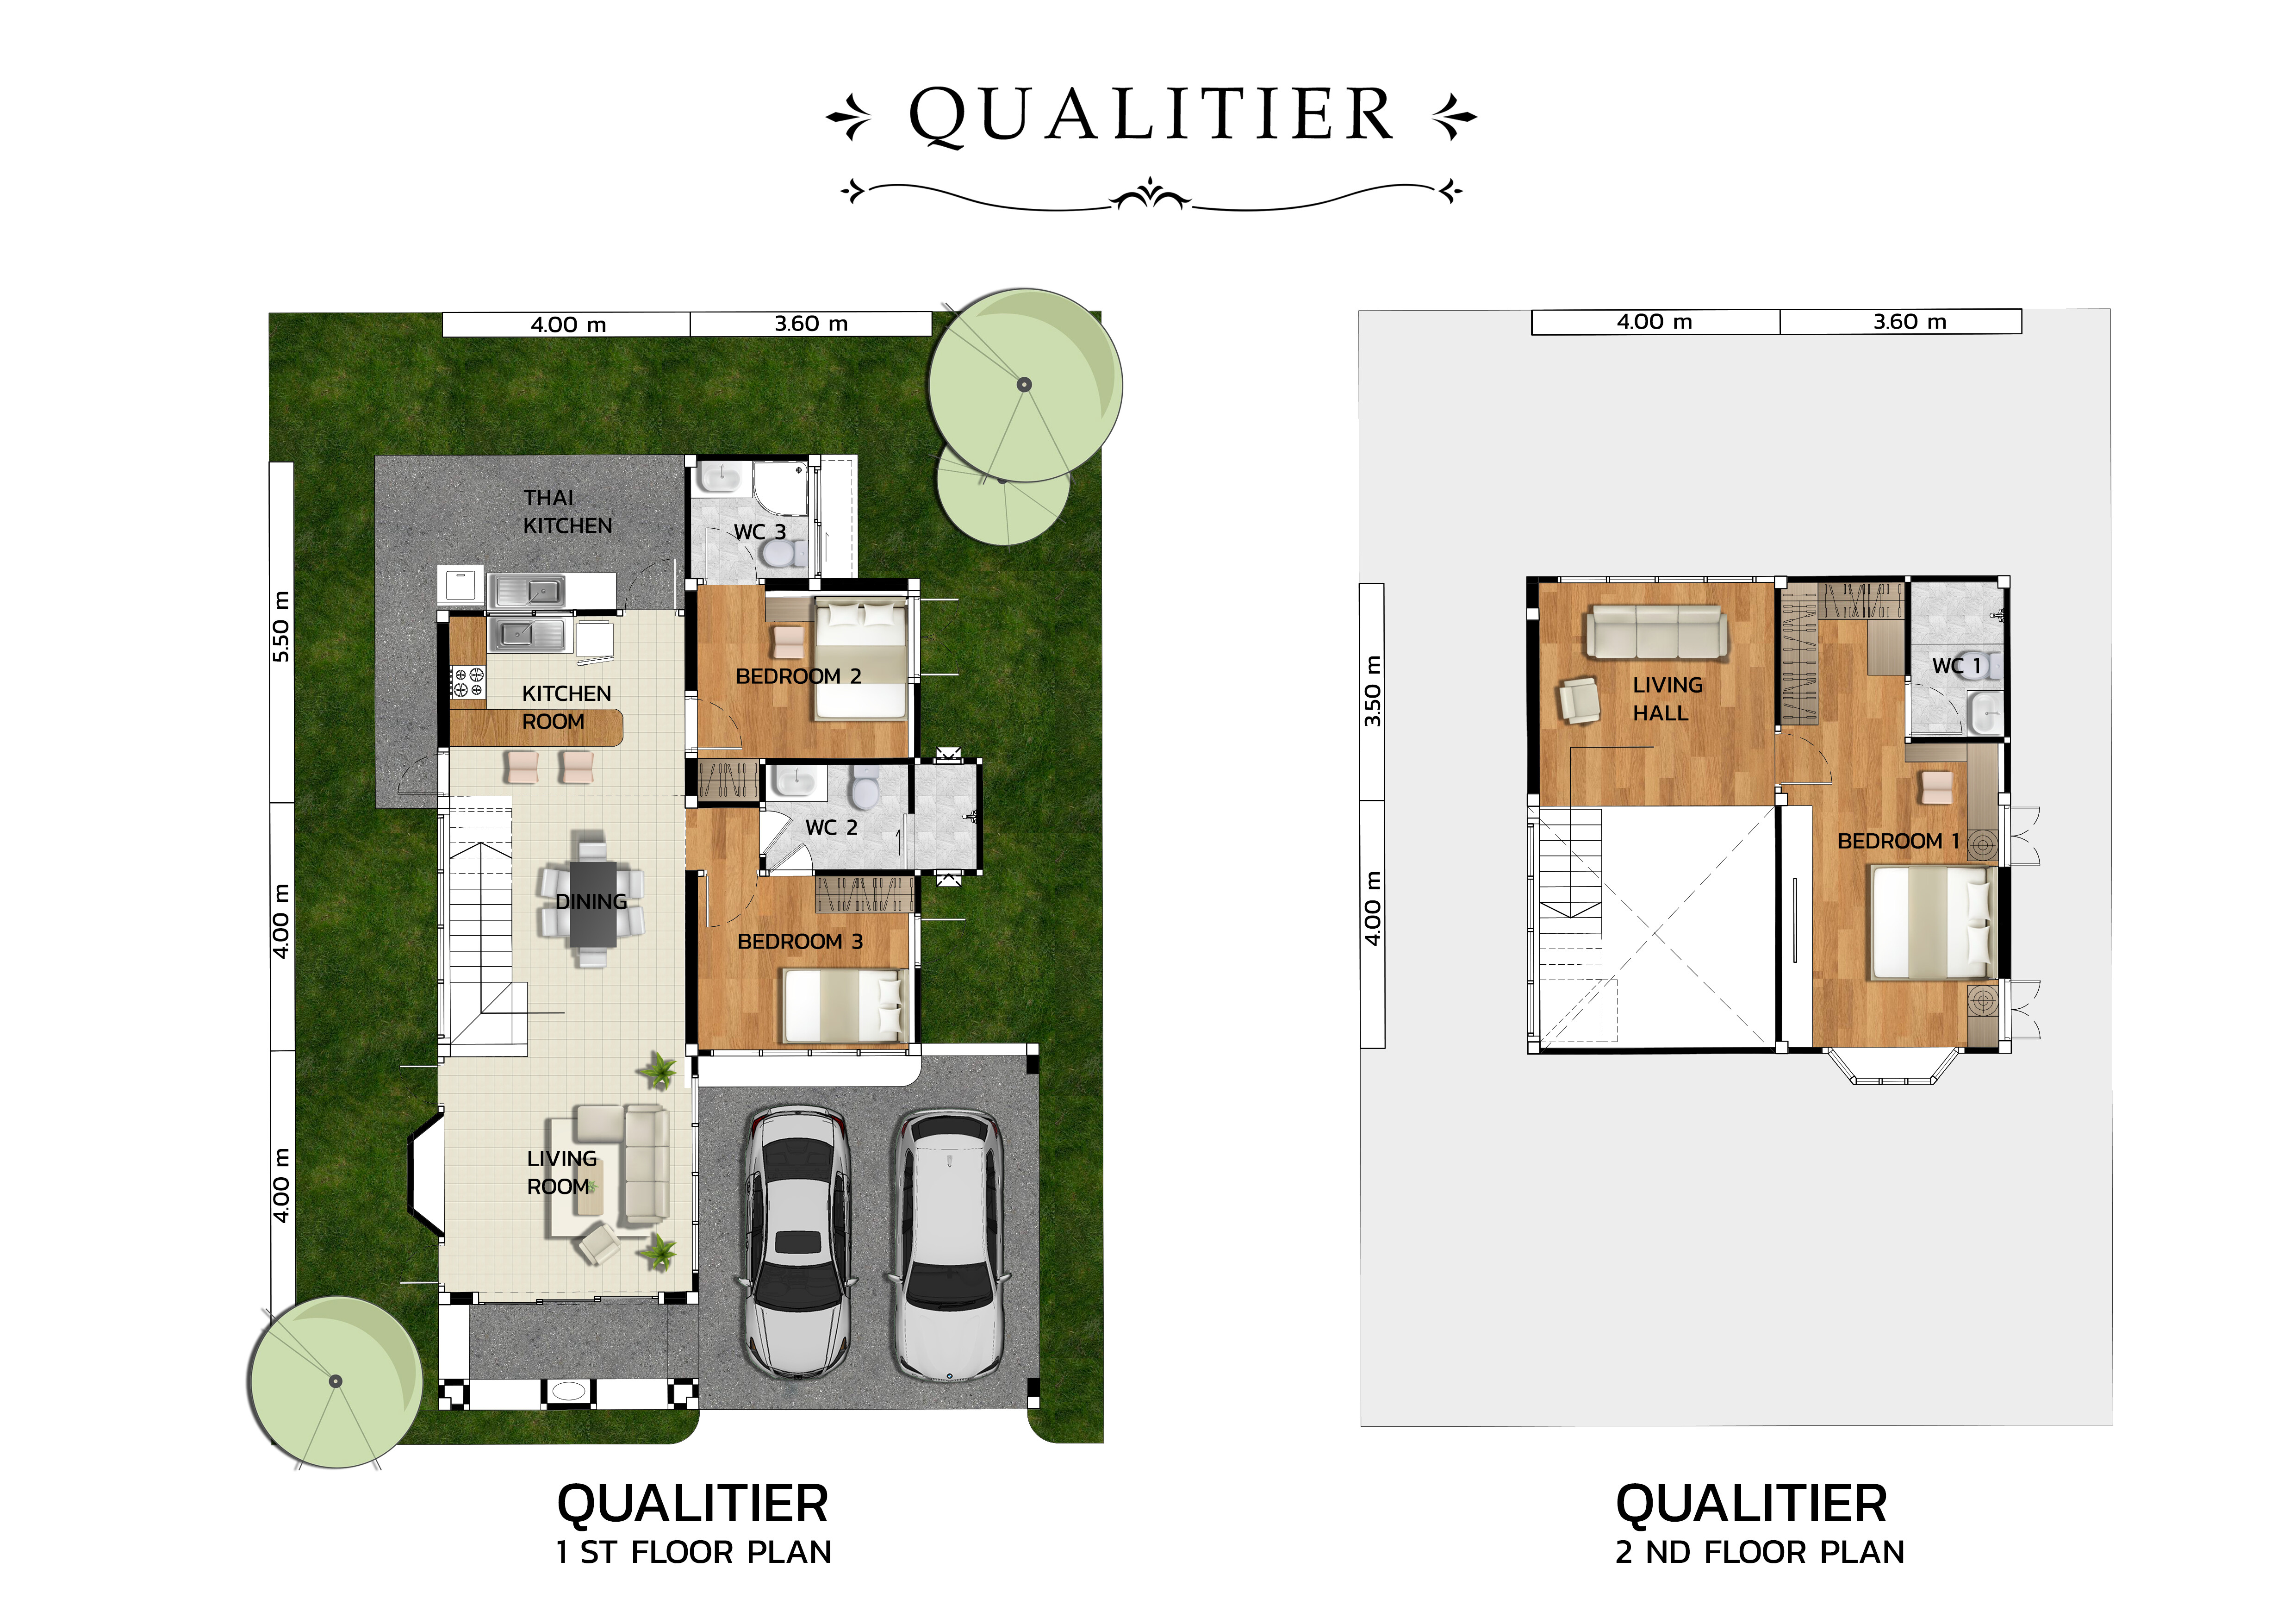 QUALITIER
4.00 m
3.60 m
5.50 m
4.00 m
4.00 m
THAI
KITCHEN
WC 3
KITCHEN
ROOM
BEDROOM 2
WC 2
DINING
BEDROOM 3
LIVING
ROOM
QUALITIER
1 ST FLOOR PLAN
4.00 m
3.60 m
3.50 m
4.00 m
LIVING
HALL
WC 1
BEDROOM 1
QUALITIER
2 ND FLOOR PLAN